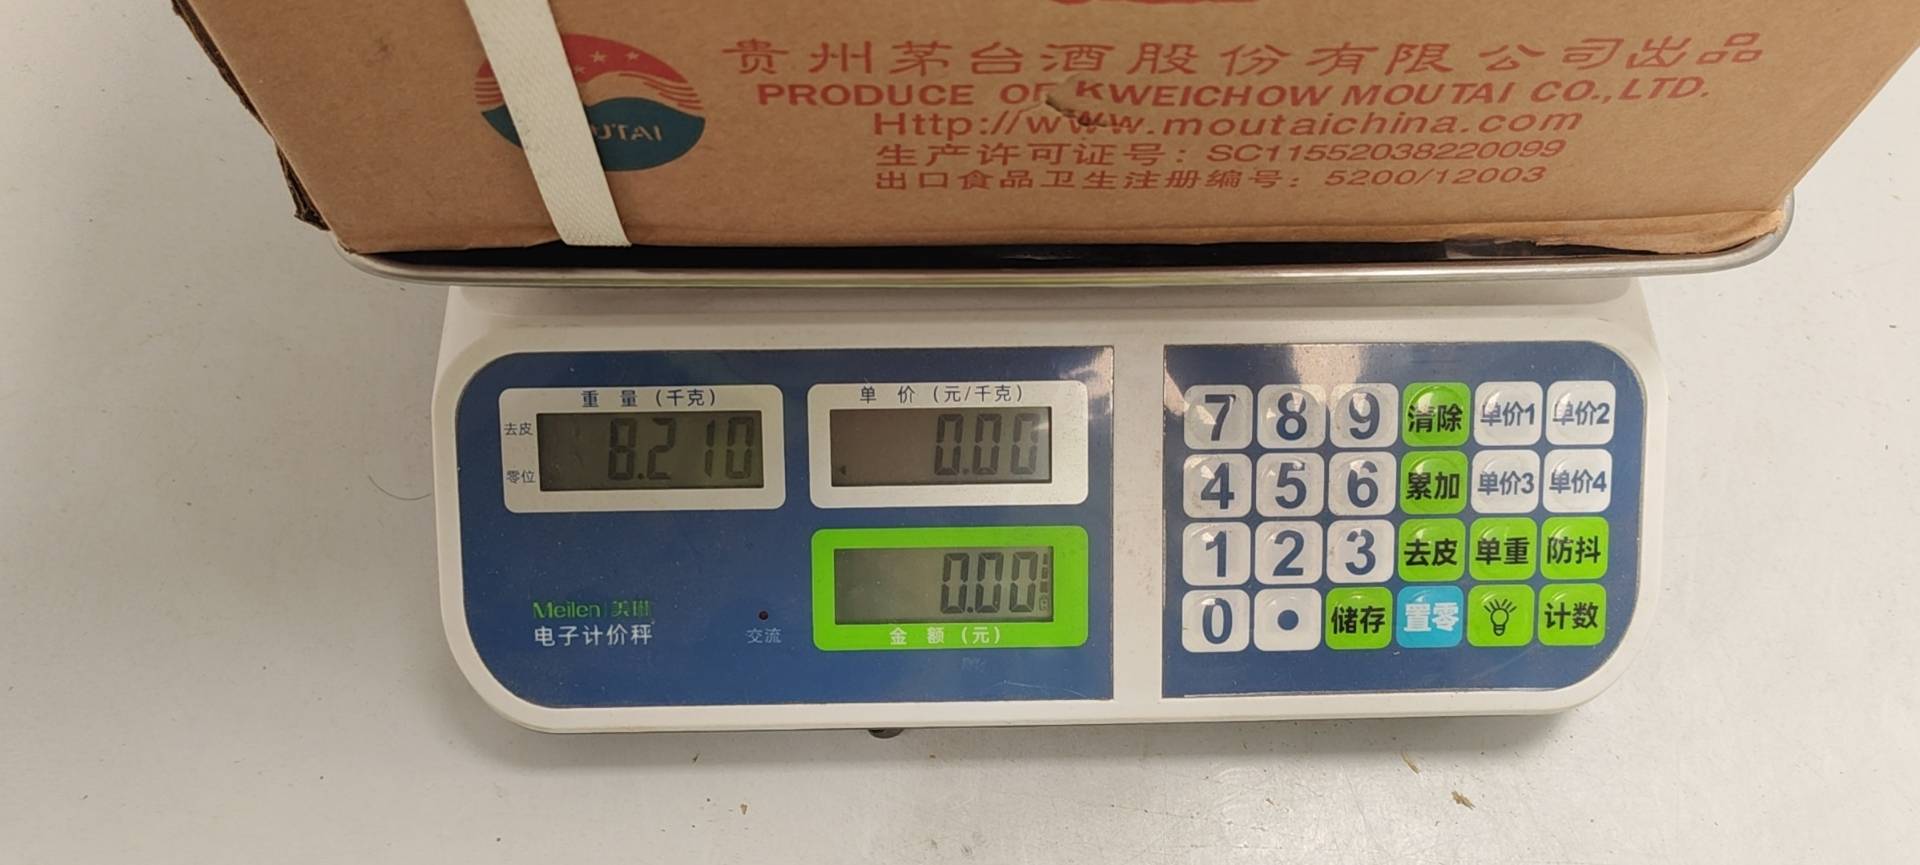 贵州茅台酒股份有限公司出品
PRODUCE OF KWEICHOW MOUTAI CO.,LTD.
Http://www.moutaichina.com
生产许可证号：SC11552038220099
出口食品卫生注册编号：5200/12003
UTAI
重量(千克)
去皮
零位
8.210
单价(元/千克)
0.00
0.00
金额(元)
Meilen 美琳
电子计价秤
交流
7 8 9 清除 单价1 单价2
4 5 6 累加 单价3 单价4
1 2 3 去皮 单重 防抖
0 • 储存 置零 计数